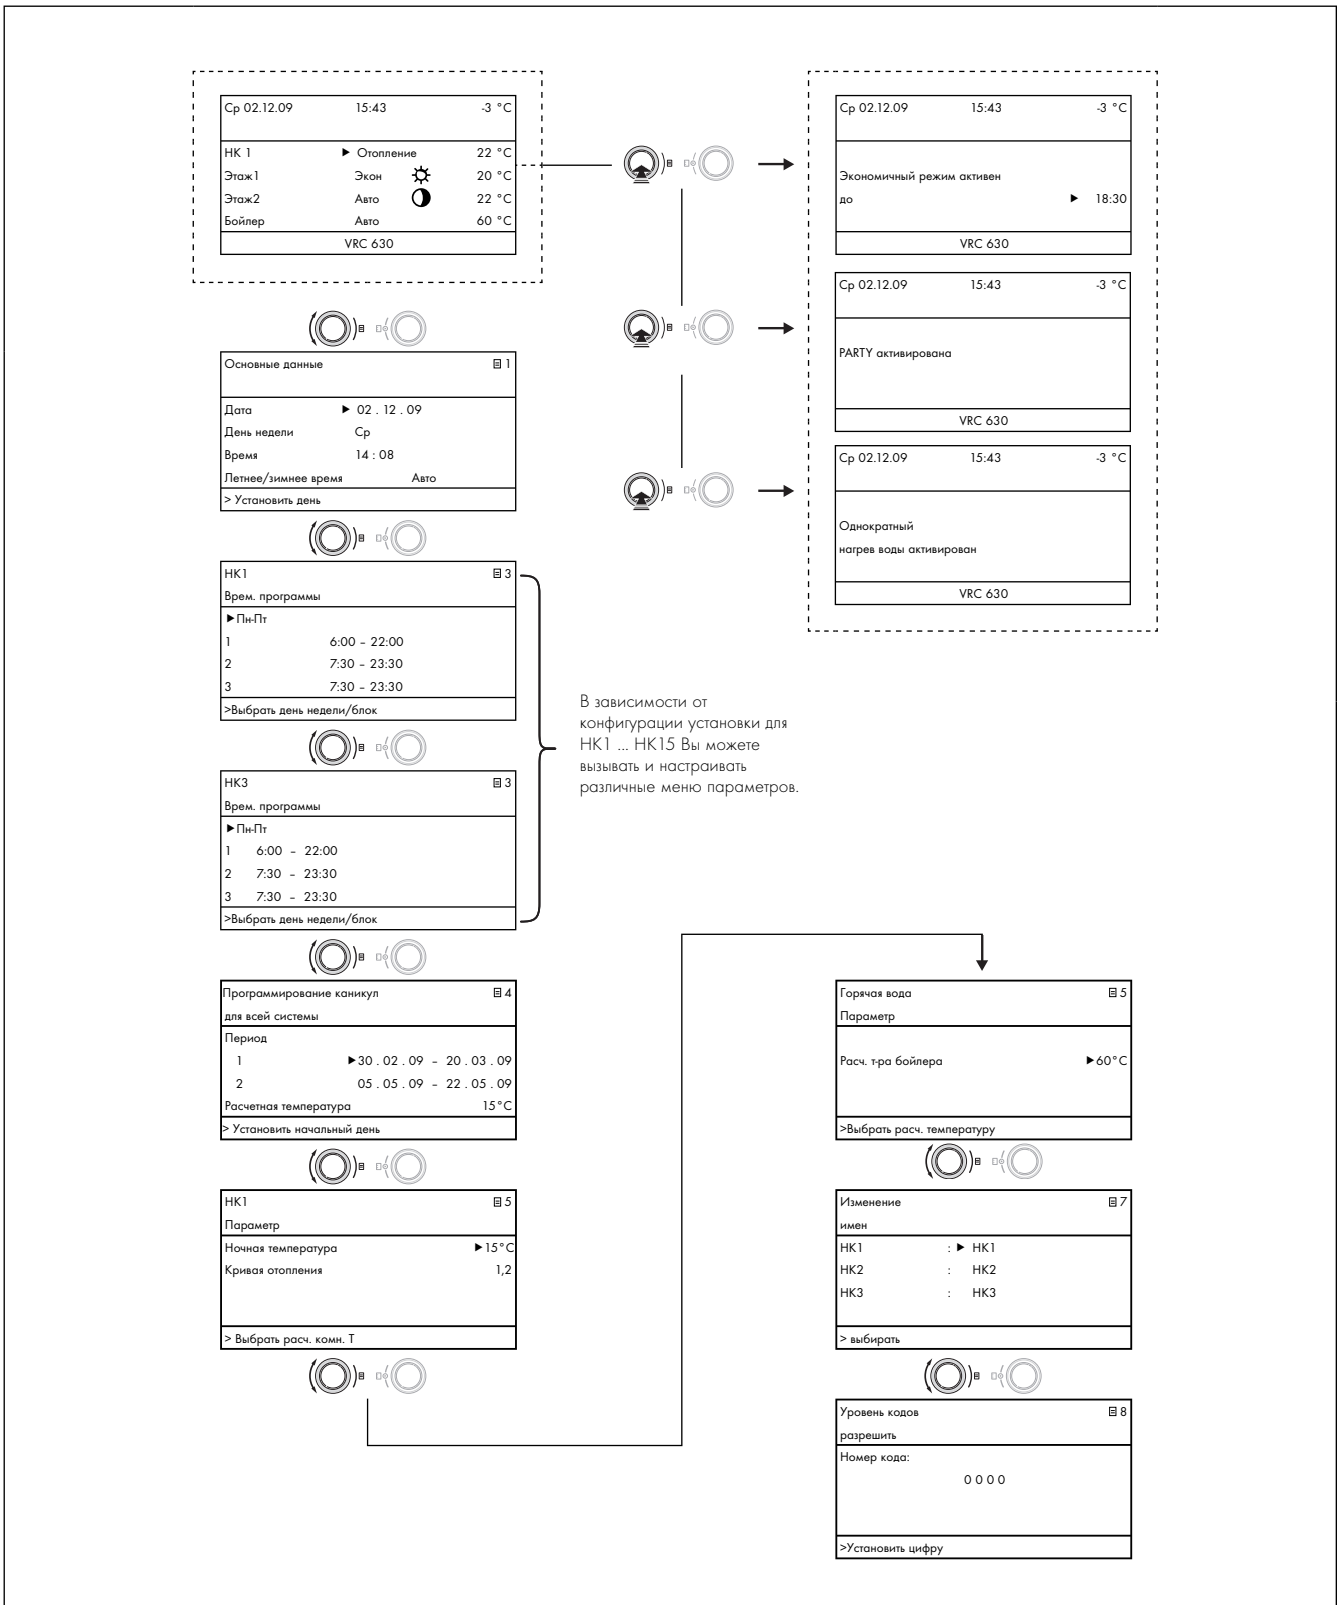 Ср 02.12.09 15:43 -3 °C
НК 1 ▶ Отопление 22 °C
Этаж1 Экон 20 °C
Этаж2 Авто 22 °C
Бойлер Авто 60 °C
VRC 630
Основные данные 1
Дата ▶ 02 . 12 . 09
День недели Ср
Время 14 : 08
Летнее/зимнее время Авто
> Установить день
НК1 3
Врем. программы
▶Пн-Пт
1 6:00 – 22:00
2 7:30 – 23:30
3 7:30 – 23:30
>Выбрать день недели/блок
НК3 3
Врем. программы
▶Пн-Пт
1 6:00 – 22:00
2 7:30 – 23:30
3 7:30 – 23:30
>Выбрать день недели/блок
В зависимости от
конфигурации установки для
НК1 ... НК15 Вы можете
вызывать и настраивать
различные меню параметров.
Программирование каникул 4
для всей системы
Период
1 ▶30 . 02 . 09 – 20 . 03 . 09
2 05 . 05 . 09 – 22 . 05 . 09
Расчетная температура 15°C
> Установить начальный день
НК1 5
Параметр
Ночная температура ▶15°C
Кривая отопления 1,2
> Выбрать расч. комн. Т
Ср 02.12.09 15:43 -3 °C
Экономичный режим активен
до ▶ 18:30
VRC 630
Ср 02.12.09 15:43 -3 °C
PARTY активирована
VRC 630
Ср 02.12.09 15:43 -3 °C
Однократный
нагрев воды активирован
VRC 630
Горячая вода 5
Параметр
Расч. т-ра бойлера ▶60°C
>Выбрать расч. температуру
Изменение 7
имен
НК1 : ▶ НК1
НК2 : НК2
НК3 : НК3
> выбирать
Уровень кодов 8
разрешить
Номер кода:
0 0 0 0
>Установить цифру